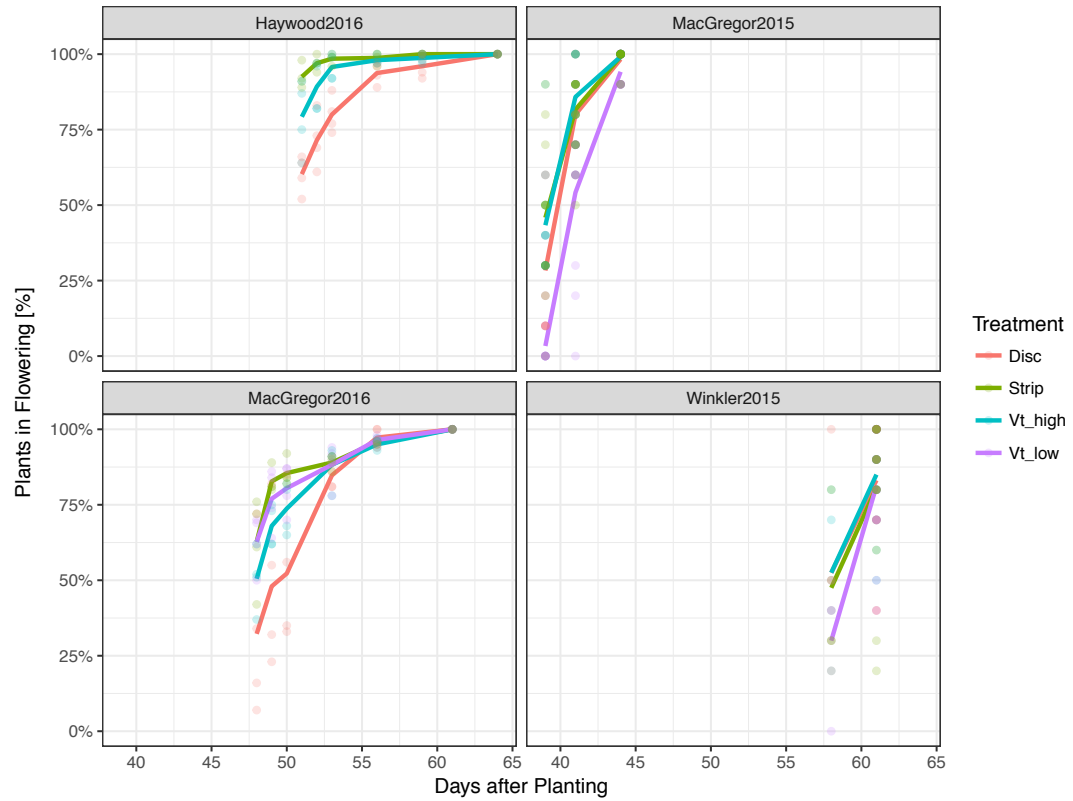 Haywood2016
MacGregor2015
100%
75%
50%
25%
0%
MacGregor2016
Winkler2015
100%
75%
50%
25%
0%
40 45 50 55 60 65
40 45 50 55 60 65
Days after Planting
Plants in Flowering [%]
Treatment
Disc
Strip
Vt_high
Vt_low